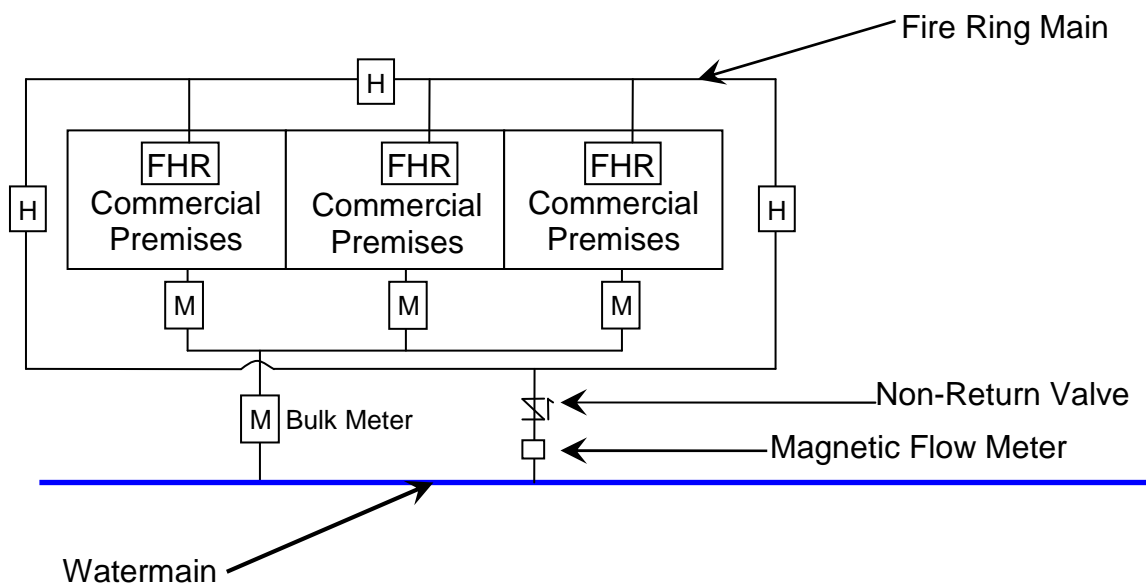 Fire Ring Main
H
FHR FHR FHR
H H
Commercial Commercial Commercial
Premises Premises Premises
M M M
Non-Return Valve
M Bulk Meter
Magnetic Flow Meter
Watermain